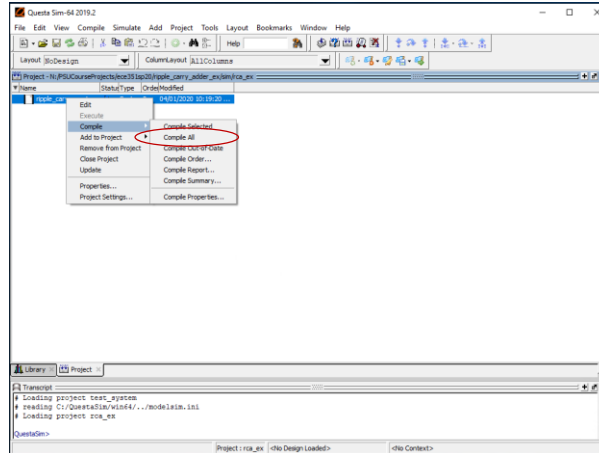 Questa Sim-64 2019.2
File Edit View Compile Simulate Add Project Tools Layout Bookmarks Window Help
Help
Layout NoDesign ColumnLayout AllColumns
Project - N:/PSU/CourseProjects/ece351sp20/ripple_carry_adder_ex/sim/rca_ex
Name Status Type Order Modified
ripple_carry 04/01/2020 10:19:20 ...
Edit
Execute
Compile
Add to Project
Remove from Project
Close Project
Update
Properties...
Project Settings...
Compile Selected
Compile All
Compile Out-of-Date
Compile Order...
Compile Report...
Compile Summary...
Compile Properties...
Library Project
Transcript
# Loading project test_system
# reading C:/QuestaSim/win64/../modelsim.ini
# Loading project rca_ex
QuestaSim>
Project : rca_ex <No Design Loaded> <No Context>